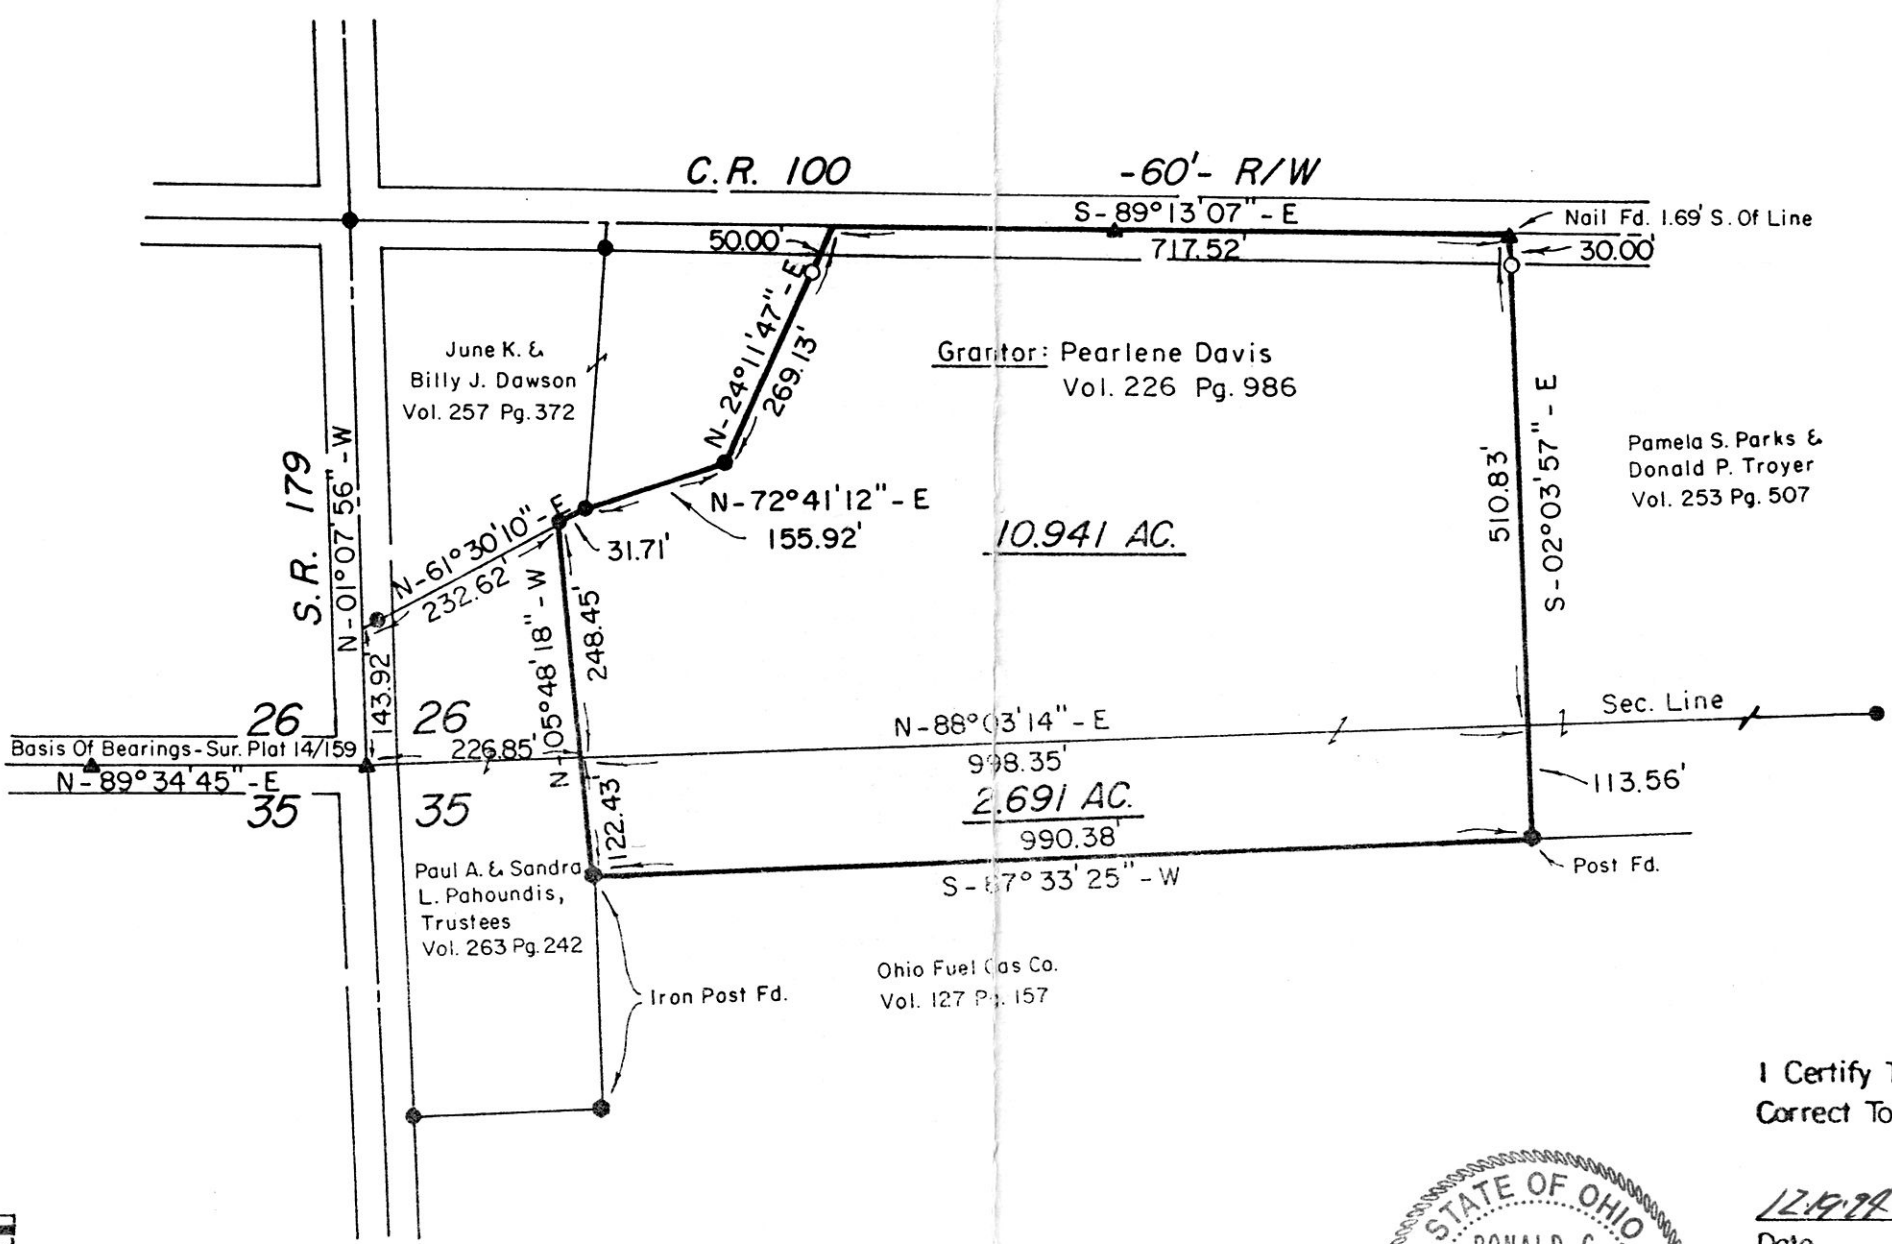 C.R. 100 -60'- R/W
S-89°13'07"-E
Nail Fd. 1.69' S. Of Line
50.00'
717.52'
30.00'
N-24°11'47"-E
269.13'
June K. &
Billy J. Dawson
Vol. 257 Pg. 372
Grantor: Pearlene Davis
Vol. 226 Pg. 986
S.R. 179
N-01°07'56"-W
510.83'
S-02°03'57"-E
Pamela S. Parks &
Donald P. Troyer
Vol. 253 Pg. 507
N-72°41'12"-E
155.92'
31.71'
N-61°30'10"-E
232.62'
10.941 AC.
N-05°48'18"-W
248.45'
143.92'
26 26
Basis Of Bearings-Sur. Plat 14/159
N-89°34'45"-E
226.85'
N-88°03'14"-E
998.35'
Sec. Line
35 35
122.43'
2.691 AC.
990.38'
S-87°33'25"-W
113.56'
Post Fd.
Paul A. & Sandra
L. Pahoundis,
Trustees
Vol. 263 Pg. 242
Iron Post Fd.
Ohio Fuel Gas Co.
Vol. 127 Pg. 157
I Certify
Correct To
STATE OF OHIO
Date